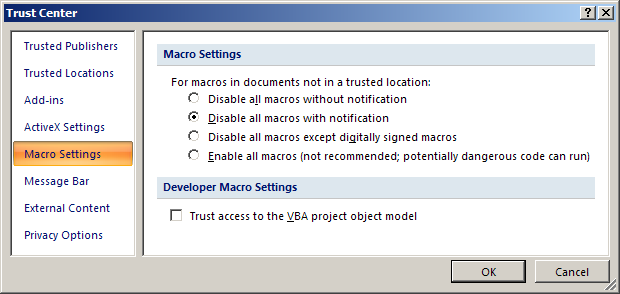 Trust Center
Trusted Publishers
Trusted Locations
Add-ins
ActiveX Settings
Macro Settings
Message Bar
External Content
Privacy Options
Macro Settings
For macros in documents not in a trusted location:
Disable all macros without notification
Disable all macros with notification
Disable all macros except digitally signed macros
Enable all macros (not recommended; potentially dangerous code can run)
Developer Macro Settings
Trust access to the VBA project object model
OK
Cancel